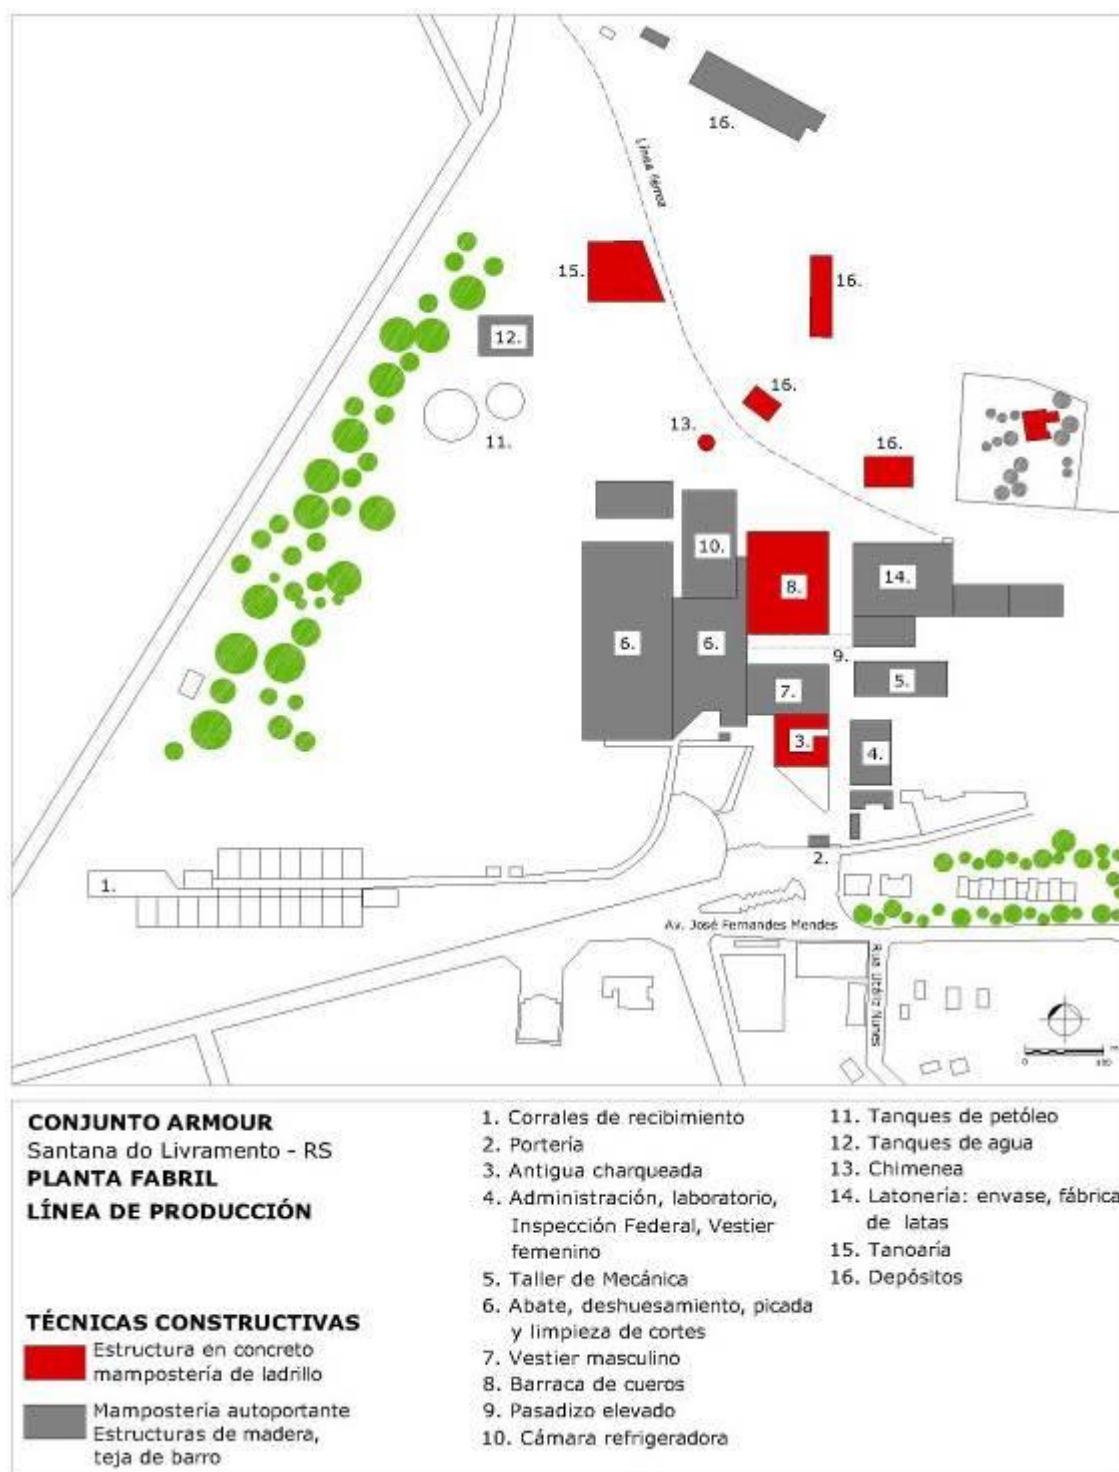 16.
Línea férrea
15.
16.
12.
16.
13.
11.
16.
10.
14.
8.
6.
6.
9.
7.
5.
3.
4.
2.
1.
Av. José Fernandes Mendes
0
CONJUNTO ARMOUR
Santana do Livramento - RS
PLANTA FABRIL
LÍNEA DE PRODUCCIÓN
TÉCNICAS CONSTRUCTIVAS
Estructura en concreto
mampostería de ladrillo
Mampostería autoportante
Estructuras de madera,
teja de barro
1. Corrales de recibimiento
2. Portería
3. Antigua charqueada
4. Administración, laboratorio,
Inspección Federal, Vestier
femenino
5. Taller de Mecánica
6. Abate, deshuesamiento, picada
y limpieza de cortes
7. Vestier masculino
8. Barraca de cueros
9. Pasadizo elevado
10. Cámara refrigeradora
11. Tanques de petóleo
12. Tanques de agua
13. Chimenea
14. Latonería: envase, fábrica
de latas
15. Tanoaría
16. Depósitos